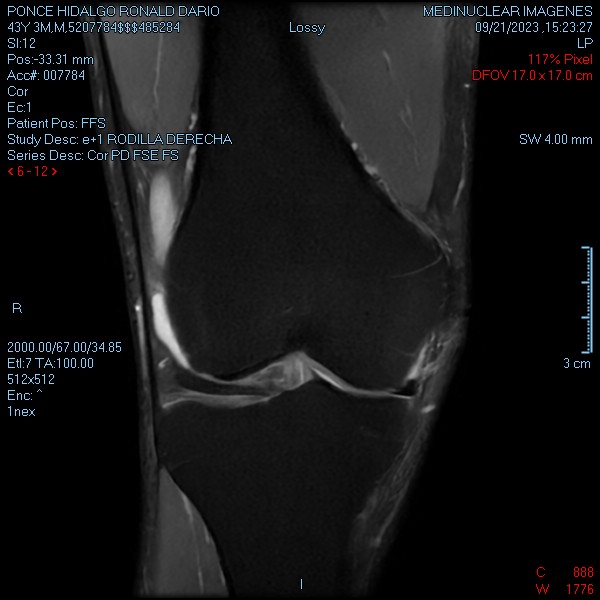 PONCE HIDALGO RONALD DARIO
43Y 3M,M,5207784$$$485284
Sl:12
Pos:-33.31 mm
Acc#: 007784
Cor
Ec:1
Patient Pos: FFS
Study Desc: e+1 RODILLA DERECHA
Series Desc: Cor PD FSE FS
< 6 - 12 >
Lossy
MEDINUCLEAR IMAGENES
09/21/2023 ,15:23:27
LP
117% Pixel
DFOV 17.0 x 17.0 cm
SW 4.00 mm
R
3 cm
2000.00/67.00/34.85
Etl:7 TA:100.00
512x512
Enc: ^
1nex
I
C 888
W 1776